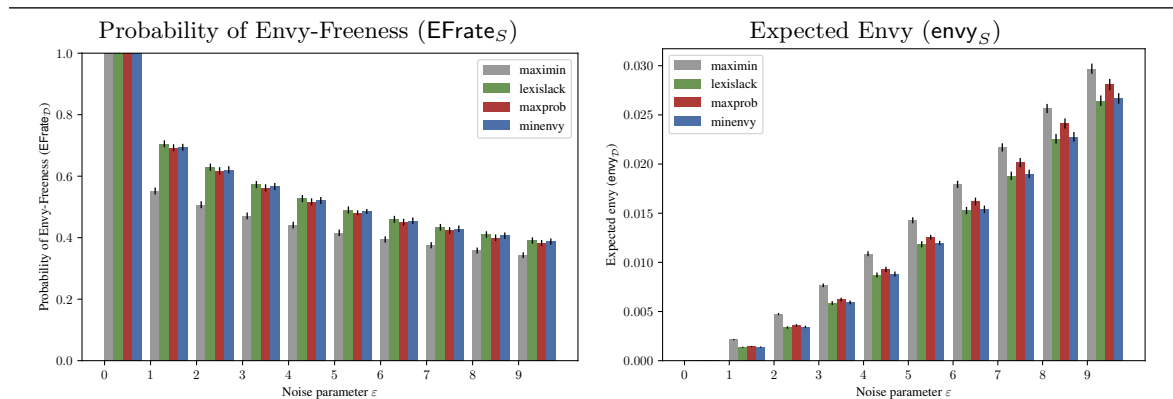 Probability of Envy-Freeness (EFrate_S)
1.0
0.8
0.6
0.4
0.2
0.0
Probability of Envy-Freeness (EFrate_𝒟)
maximin
lexislack
maxprob
minenvy
0 1 2 3 4 5 6 7 8 9
Noise parameter ε
Expected Envy (envy_S)
0.030
0.025
0.020
0.015
0.010
0.005
0.000
Expected envy (envy_𝒟)
maximin
lexislack
maxprob
minenvy
0 1 2 3 4 5 6 7 8 9
Noise parameter ε